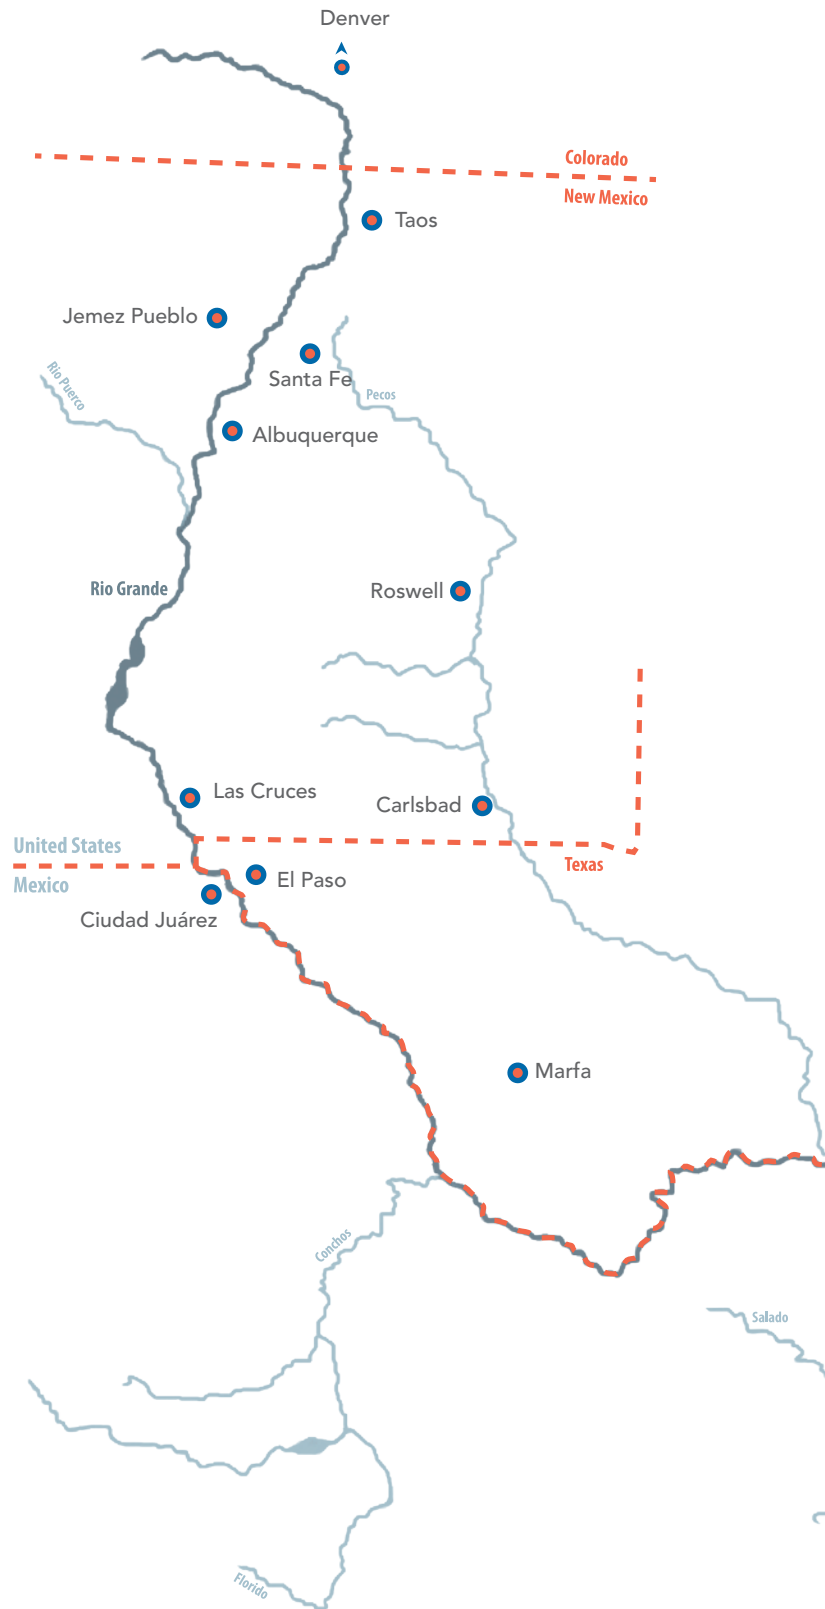 Denver
Colorado
New Mexico
Taos
Jemez Pueblo
Santa Fe
Rio Puerco
Pecos
Albuquerque
Rio Grande
Roswell
Las Cruces
Carlsbad
United States
Texas
Mexico
El Paso
Ciudad Juárez
Marfa
Conchos
Salado
Florido